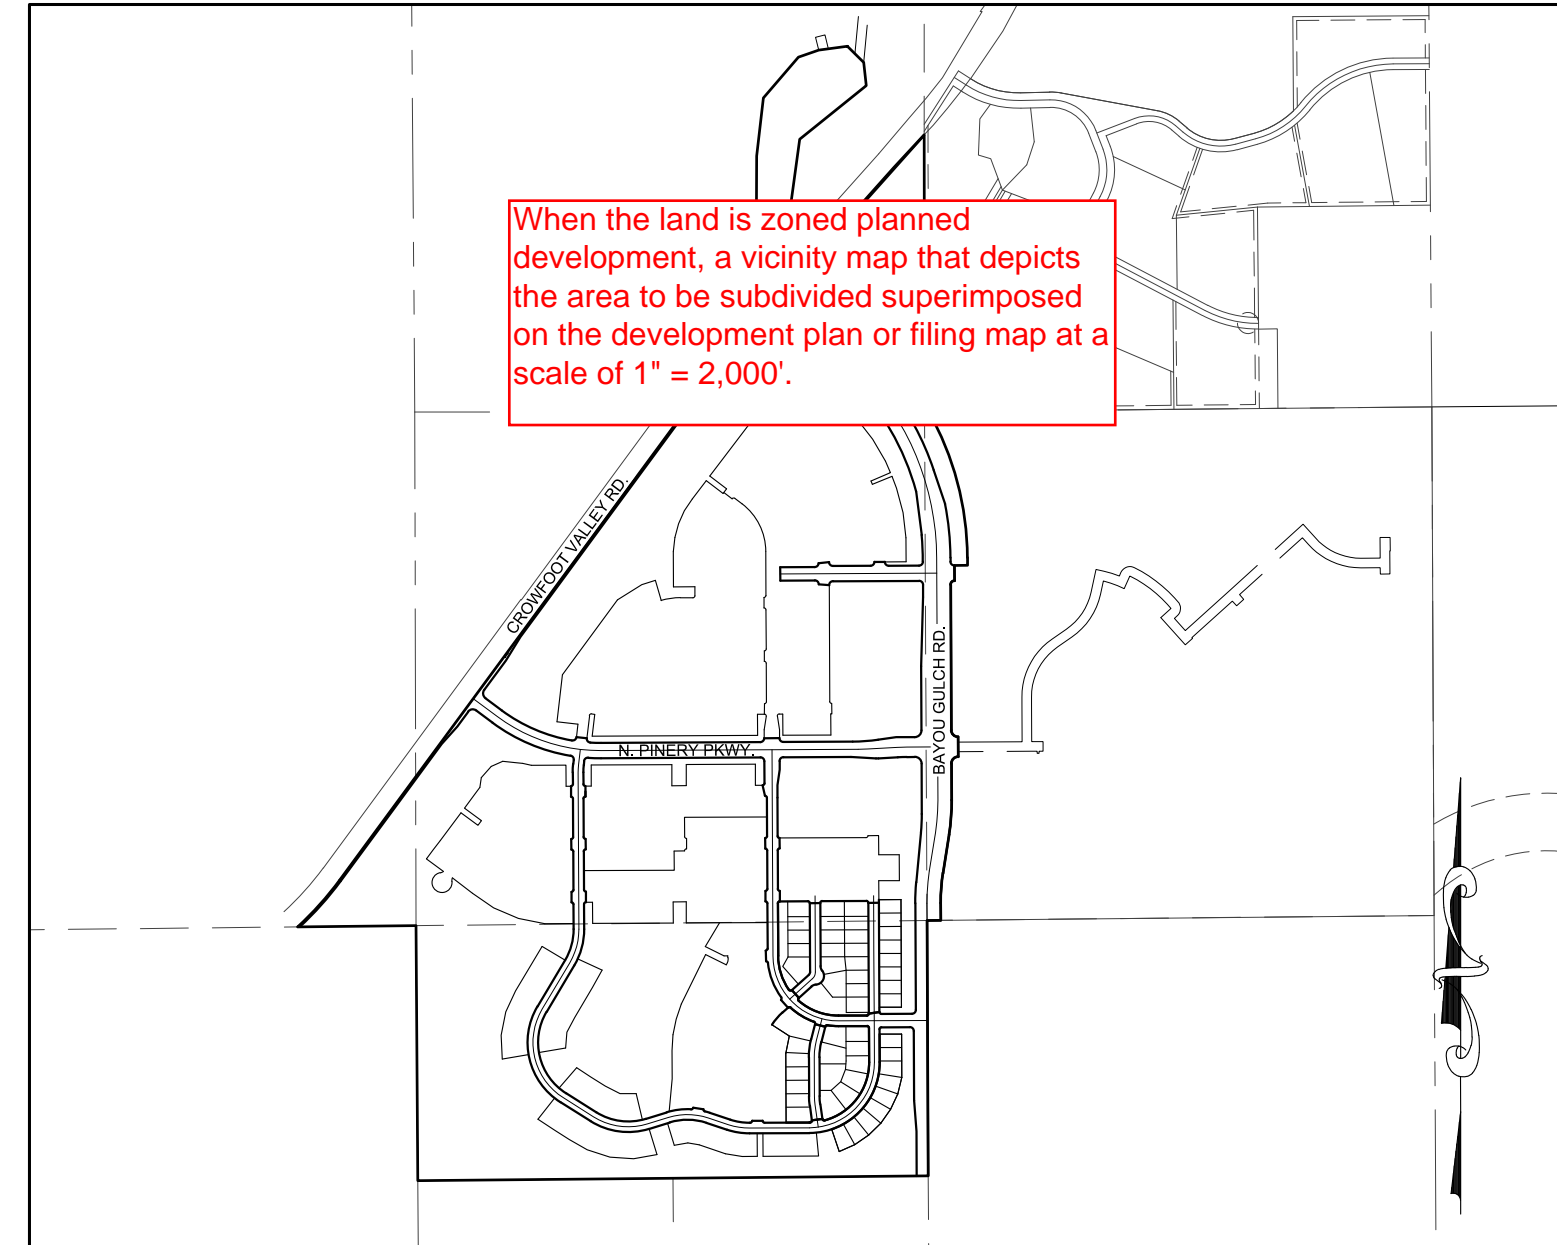 When the land is zoned planned
development, a vicinity map that depicts
the area to be subdivided superimposed
on the development plan or filing map at a
scale of 1" = 2,000'.
CROWFOOT VALLEY RD.
BAYOU GULCH RD.
N. PINERY PKWY.